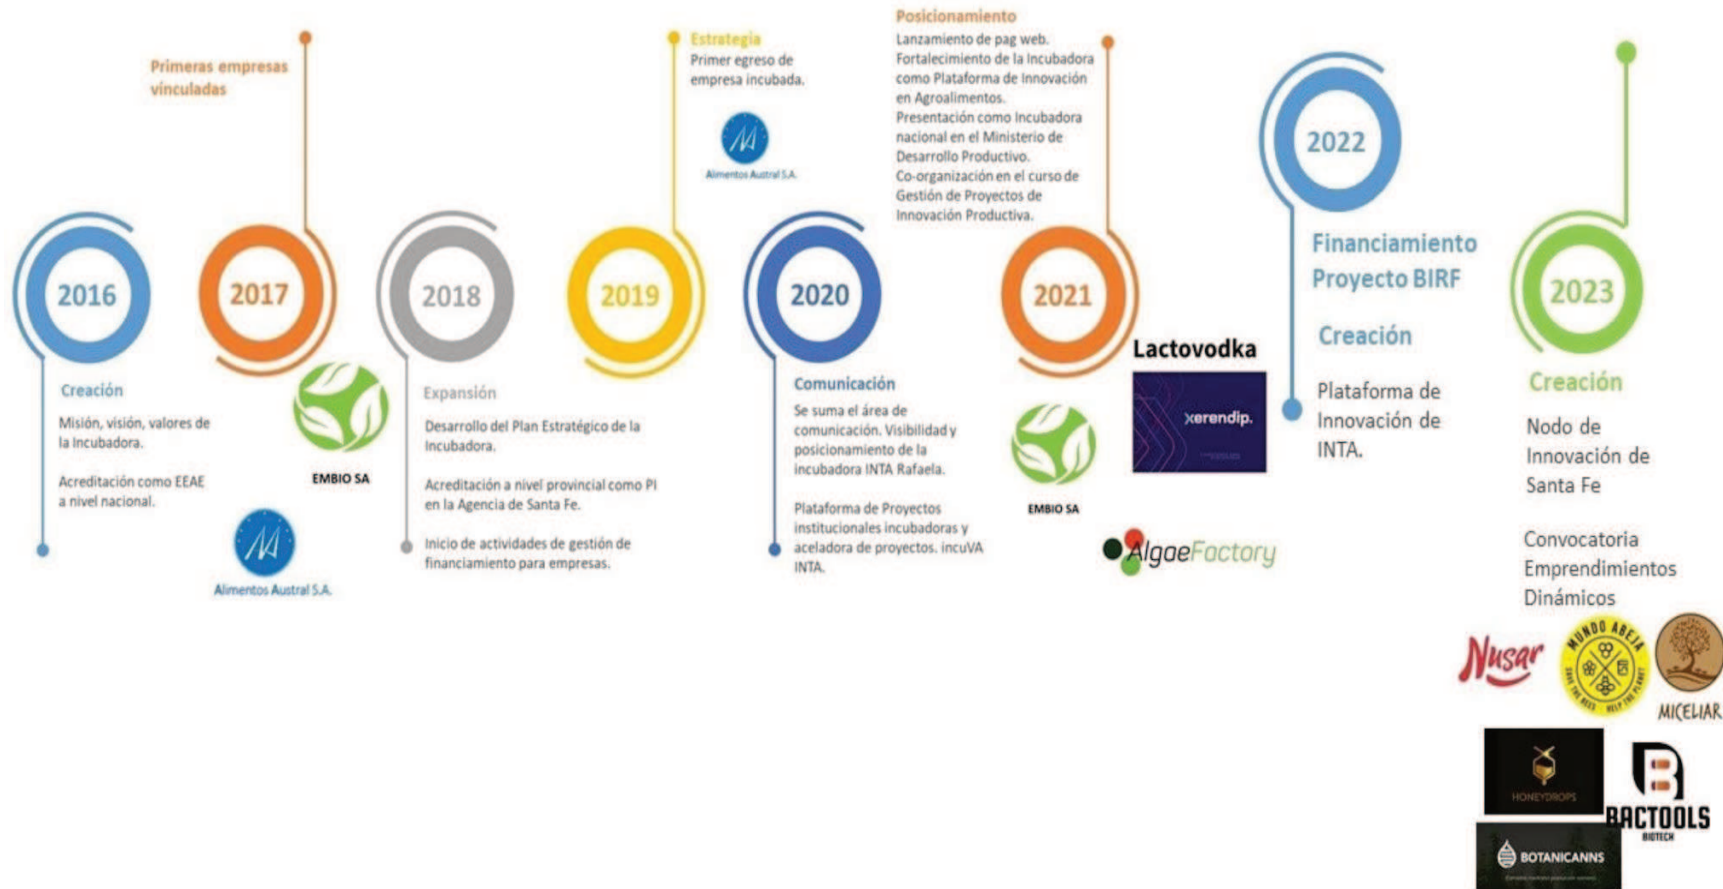 2016
Creación
Misión, visión, valores de
la Incubadora.
Acreditación como EEAE
a nivel nacional.
Primeras empresas
vinculadas
2017
EMBIO SA
Alimentos Austral S.A.
2018
Expansión
Desarrollo del Plan Estratégico de la
Incubadora.
Acreditación a nivel provincial como PI
en la Agencia de Santa Fe.
Inicio de actividades de gestión de
financiamiento para empresas.
Estrategia
Primer egreso de
empresa incubada.
Alimentos Austral S.A.
2019
2020
Comunicación
Se suma el área de
comunicación. Visibilidad y
posicionamiento de la
incubadora INTA Rafaela.
Plataforma de Proyectos
institucionales incubadoras y
aceladora de proyectos. incuVA
INTA.
Posicionamiento
Lanzamiento de pag web.
Fortalecimiento de la Incubadora
como Plataforma de Innovación
en Agroalimentos.
Presentación como Incubadora
nacional en el Ministerio de
Desarrollo Productivo.
Co-organización en el curso de
Gestión de Proyectos de
Innovación Productiva.
2021
EMBIO SA
Lactovodka
xerendip.
AlgaeFactory
2022
Financiamiento
Proyecto BIRF
Creación
Plataforma de
Innovación de
INTA.
2023
Creación
Nodo de
Innovación de
Santa Fe
Convocatoria
Emprendimientos
Dinámicos
Nusar
MUNDO ABEJA
SAVE THE BEES - HELP THE PLANET
MICELIAR
HONEYDROPS
BACTOOLS
BIOTECH
BOTANICANNS